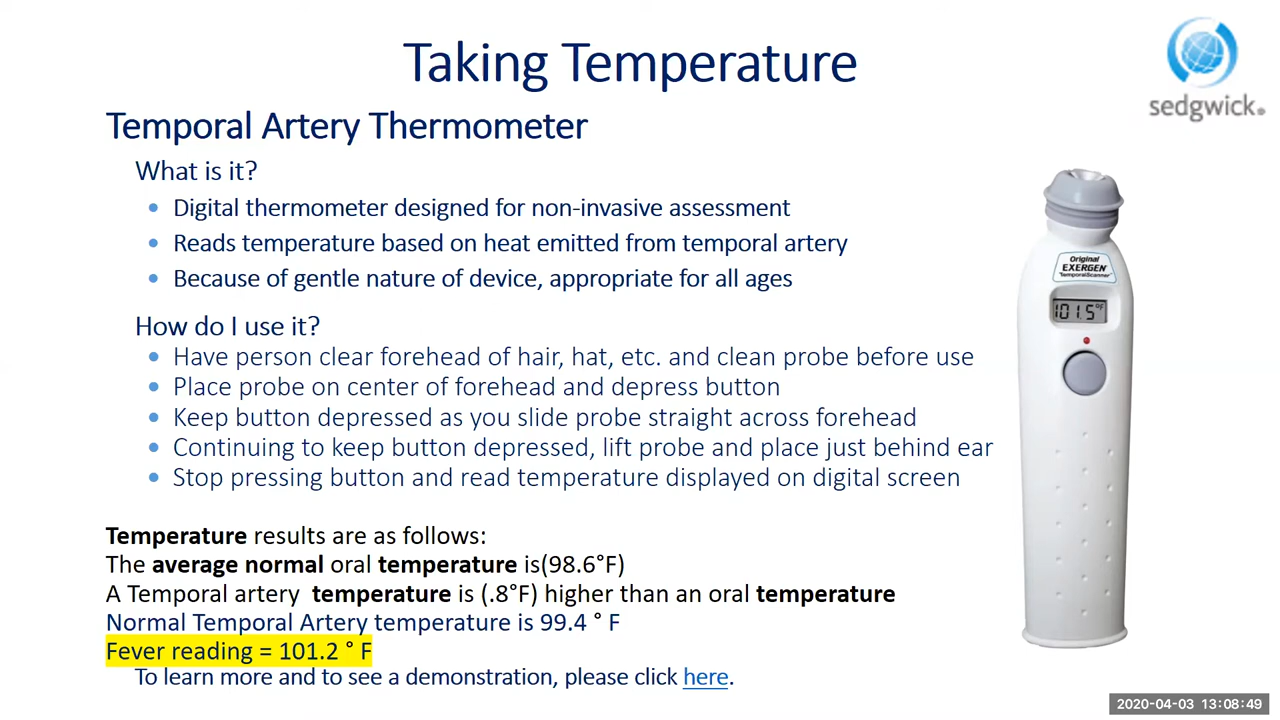 Taking Temperature
sedgwick®
Temporal Artery Thermometer
What is it?
• Digital thermometer designed for non-invasive assessment
• Reads temperature based on heat emitted from temporal artery
• Because of gentle nature of device, appropriate for all ages
Original
EXERGEN
"TemporalScanner"
101.5°F
How do I use it?
• Have person clear forehead of hair, hat, etc. and clean probe before use
• Place probe on center of forehead and depress button
• Keep button depressed as you slide probe straight across forehead
• Continuing to keep button depressed, lift probe and place just behind ear
• Stop pressing button and read temperature displayed on digital screen
Temperature results are as follows:
The average normal oral temperature is(98.6°F)
A Temporal artery  temperature is (.8°F) higher than an oral temperature
Normal Temporal Artery temperature is 99.4 ° F
Fever reading = 101.2 ° F
To learn more and to see a demonstration, please click here.
2020-04-03 13:08:49